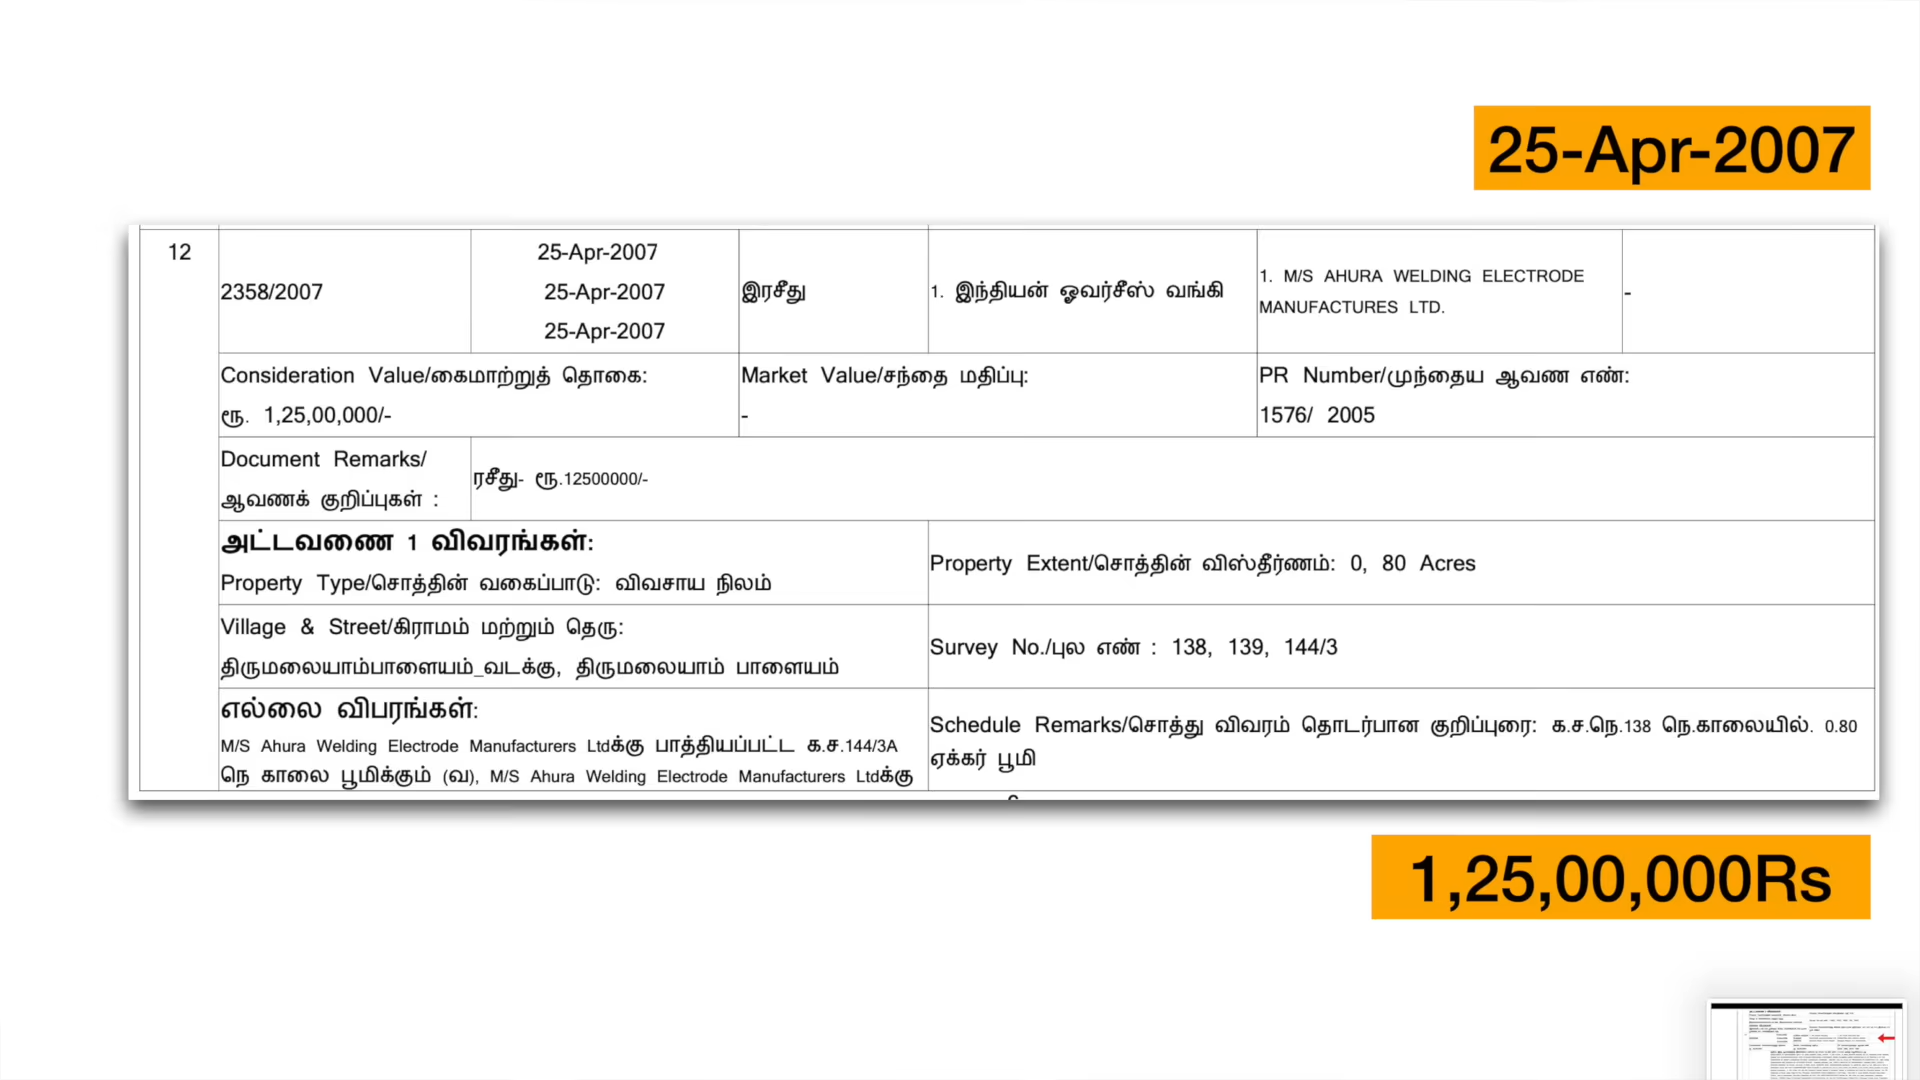 25-Apr-2007
12
2358/2007
25-Apr-2007
25-Apr-2007
25-Apr-2007
இரசீது
1. இந்தியன் ஓவர்சீஸ் வங்கி
1. M/S AHURA WELDING ELECTRODE
MANUFACTURES LTD.
-
Consideration Value/கைமாற்றுத் தொகை:
ரூ. 1,25,00,000/-
Market Value/சந்தை மதிப்பு:
-
PR Number/முந்தைய ஆவண எண்:
1576/ 2005
Document Remarks/
ஆவணக் குறிப்புகள் :
ரசீது- ரூ.12500000/-
அட்டவணை 1 விவரங்கள்:
Property Type/சொத்தின் வகைப்பாடு: விவசாய நிலம்
Property Extent/சொத்தின் விஸ்தீர்ணம்: 0, 80 Acres
Village & Street/கிராமம் மற்றும் தெரு:
திருமலையாம்பாளையம்_வடக்கு, திருமலையாம் பாளையம்
Survey No./புல எண் : 138, 139, 144/3
எல்லை விபரங்கள்:
M/S Ahura Welding Electrode Manufacturers Ltdக்கு பாத்தியப்பட்ட க.ச.144/3A
நெ காலை பூமிக்கும் (வ), M/S Ahura Welding Electrode Manufacturers Ltdக்கு
Schedule Remarks/சொத்து விவரம் தொடர்பான குறிப்புரை: க.ச.நெ.138 நெ.காலையில். 0.80
ஏக்கர் பூமி
1,25,00,000Rs